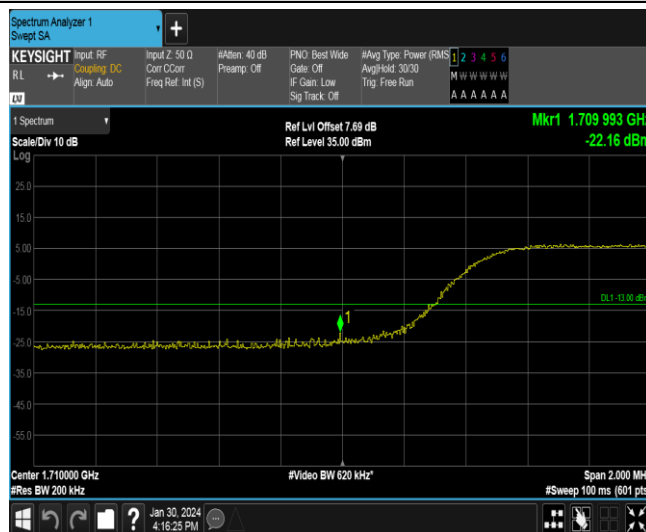 Spectrum Analyzer 1
Swept SA
+
KEYSIGHT
RL
LXI
Input: RF
Coupling: DC
Align: Auto
Input Z: 50 Ω
Corr CCorr
Freq Ref: Int (S)
#Atten: 40 dB
Preamp: Off
PNO: Best Wide
Gate: Off
IF Gain: Low
Sig Track: Off
#Avg Type: Power (RMS
Avg|Hold: 30/30
Trig: Free Run
1 2 3 4 5 6
M W W W W W
A A A A A A
1 Spectrum
Scale/Div 10 dB
Ref Lvl Offset 7.69 dB
Ref Level 35.00 dBm
Mkr1 1.709 993 GH
-22.16 dBm
Log
25.0
15.0
5.00
-5.00
-15.0
-25.0
-35.0
-45.0
-55.0
1
DL1 -13.00 dB
Center 1.710000 GHz
#Res BW 200 kHz
#Video BW 620 kHz*
Span 2.000 MH
#Sweep 100 ms (601 pts
?
Jan 30, 2024
4:16:25 PM